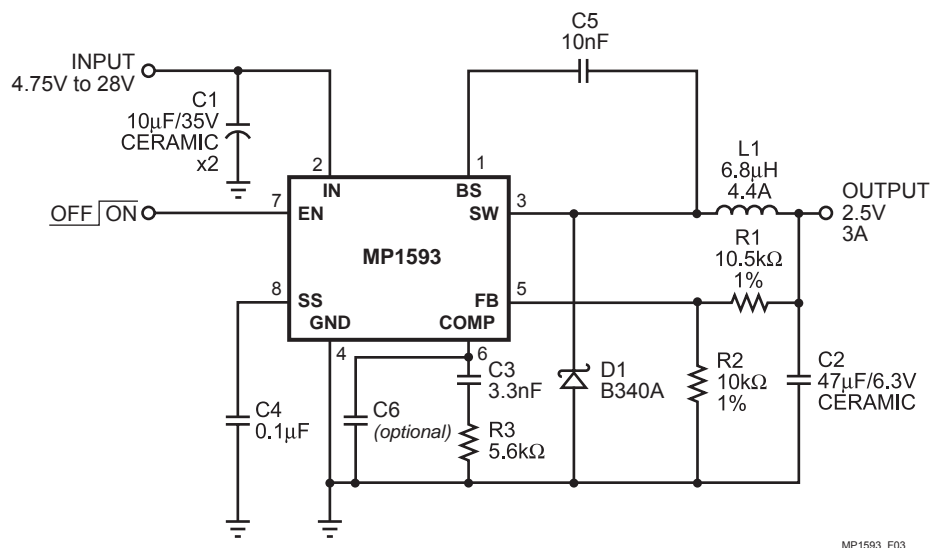 C5
10nF
INPUT
4.75V to 28V
C1
10μF/35V
CERAMIC
x2
2
1
IN
BS
L1
6.8μH
4.4A
OFF ON
7
EN
SW
3
OUTPUT
2.5V
3A
MP1593
R1
10.5kΩ
1%
8
SS
FB
5
GND
COMP
4
6
C4
0.1μF
C6
(optional)
C3
3.3nF
R3
5.6kΩ
D1
B340A
R2
10kΩ
1%
C2
47μF/6.3V
CERAMIC
MP1593_F03